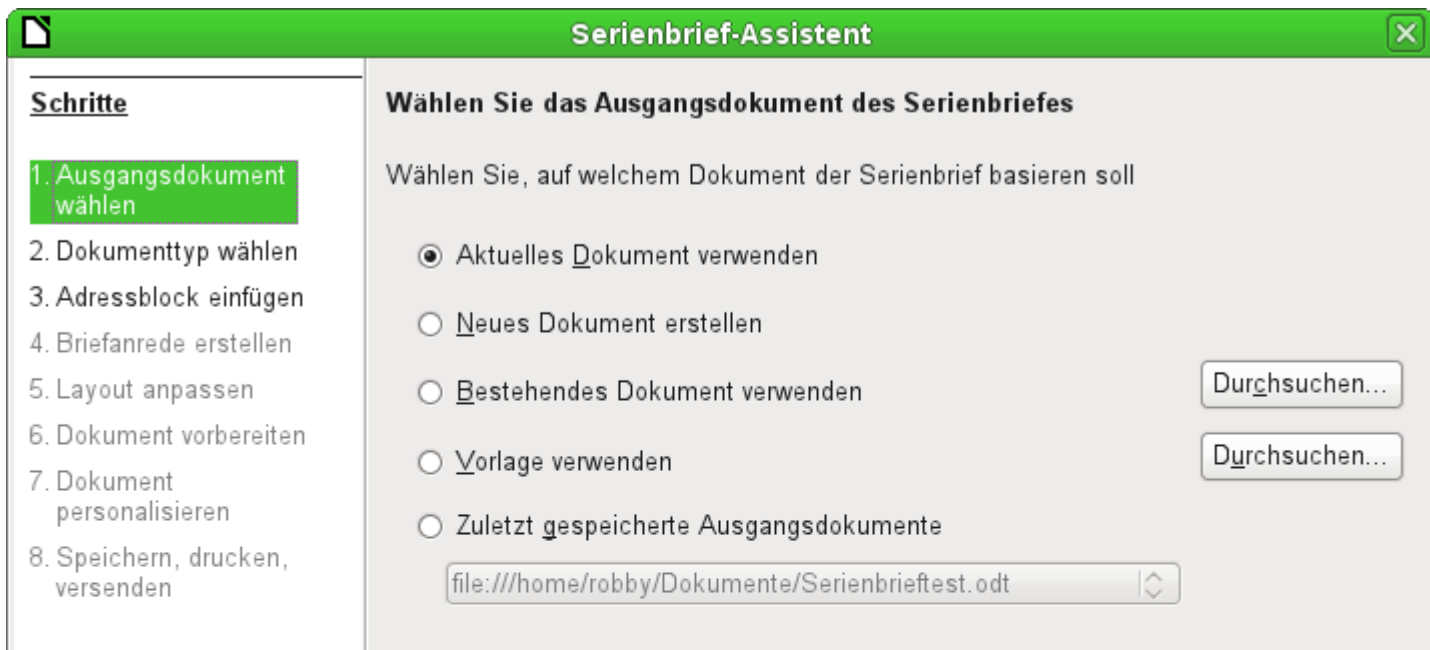 Serienbrief-Assistent
Schritte
1. Ausgangsdokument
wählen
2. Dokumenttyp wählen
3. Adressblock einfügen
4. Briefanrede erstellen
5. Layout anpassen
6. Dokument vorbereiten
7. Dokument
personalisieren
8. Speichern, drucken,
versenden
Wählen Sie das Ausgangsdokument des Serienbriefes
Wählen Sie, auf welchem Dokument der Serienbrief basieren soll
Aktuelles Dokument verwenden
Neues Dokument erstellen
Bestehendes Dokument verwenden
Durchsuchen...
Vorlage verwenden
Durchsuchen...
Zuletzt gespeicherte Ausgangsdokumente
file:///home/robby/Dokumente/Serienbrieftest.odt